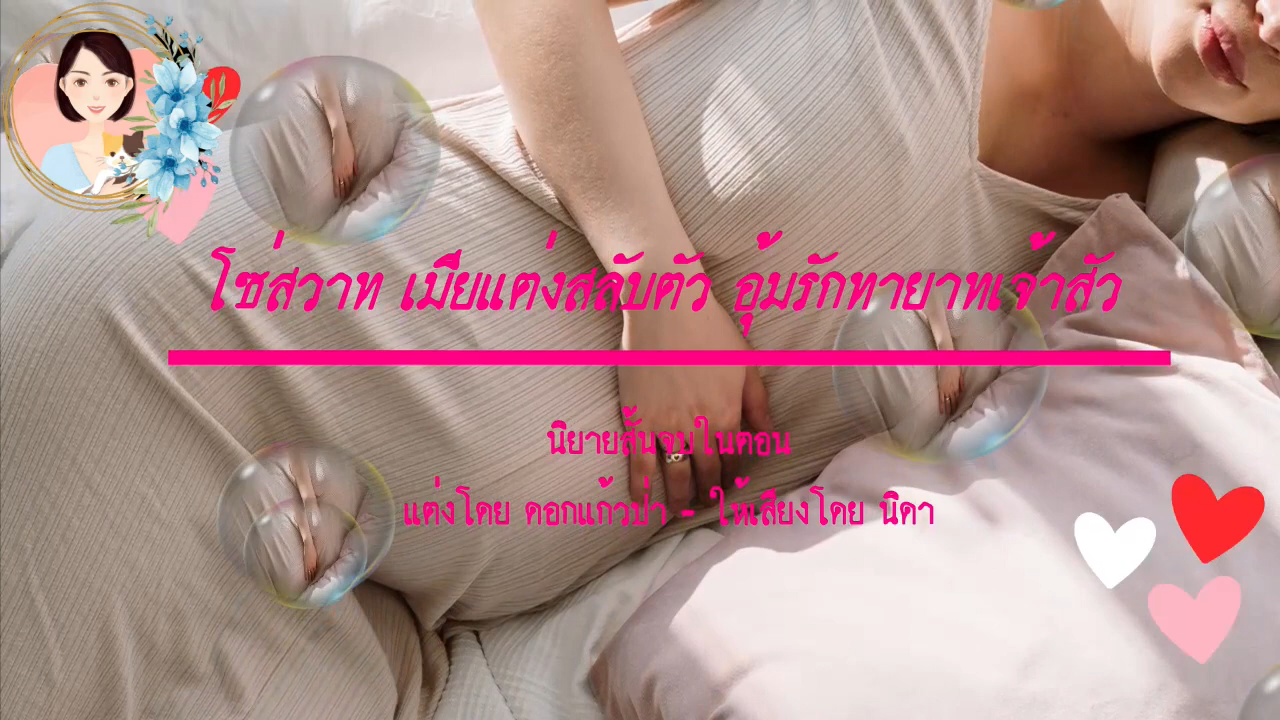 โซ่สวาท เมียแต่งสลับตัว อุ้มรักทายาทเจ้าสัว
นิยายสั้นจบในตอน
แต่งโดย ดอกแก้วป่า - ให้เสียงโดย นิดา